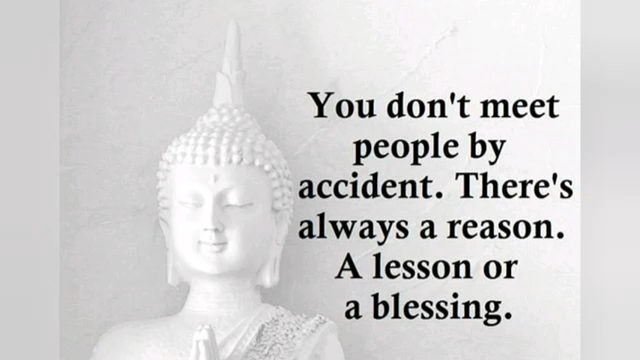 You don't meet
people by
accident. There's
always a reason.
A lesson or
a blessing.